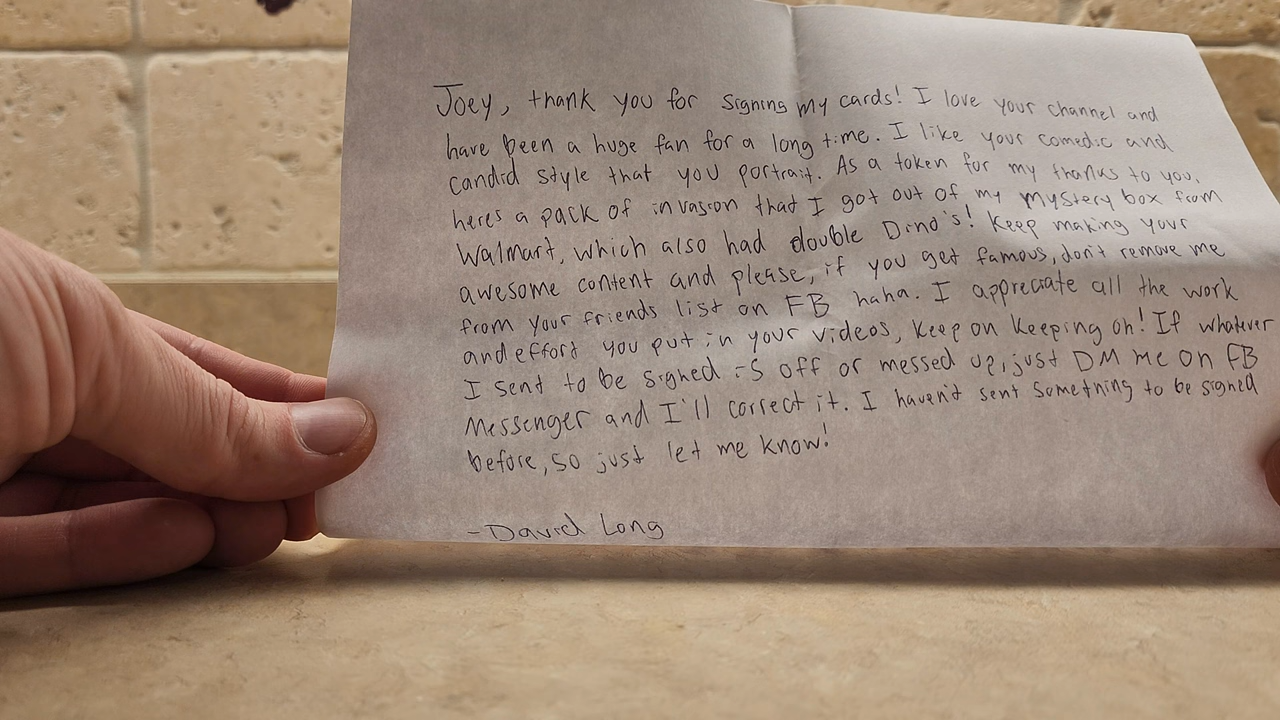 Joey, thank you for signing my cards! I love your channel and
have been a huge fan for a long time. I like your comedic and
candid style that you portrait. As a token for my thanks to you,
heres a pack of invasion that I got out of my mystery box from
Walmart, which also had double Dino's! Keep making your
awesome content and please, if you get famous, don't remove me
from your friends list on FB haha. I appreciate all the work
and effort you put in your videos, keep on keeping on! If whatever
I sent to be signed is off or messed up, just DM me on FB
Messenger and I'll correct it. I haven't sent something to be signed
before, so just let me know!
-David Long